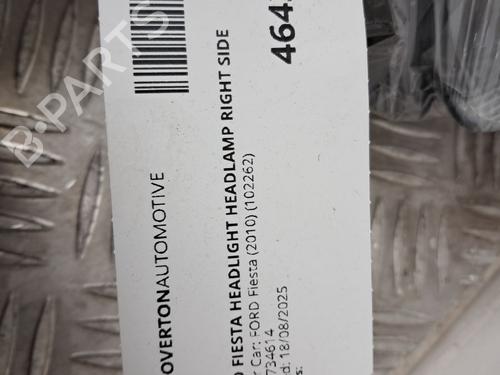 B-PARTS
OVERTONAUTOMOTIVE
FIESTA HEADLIGHT HEADLAMP RIGHT SIDE
Car: FORD Fiesta (2010) (102262)
734614
18/08/2025
464